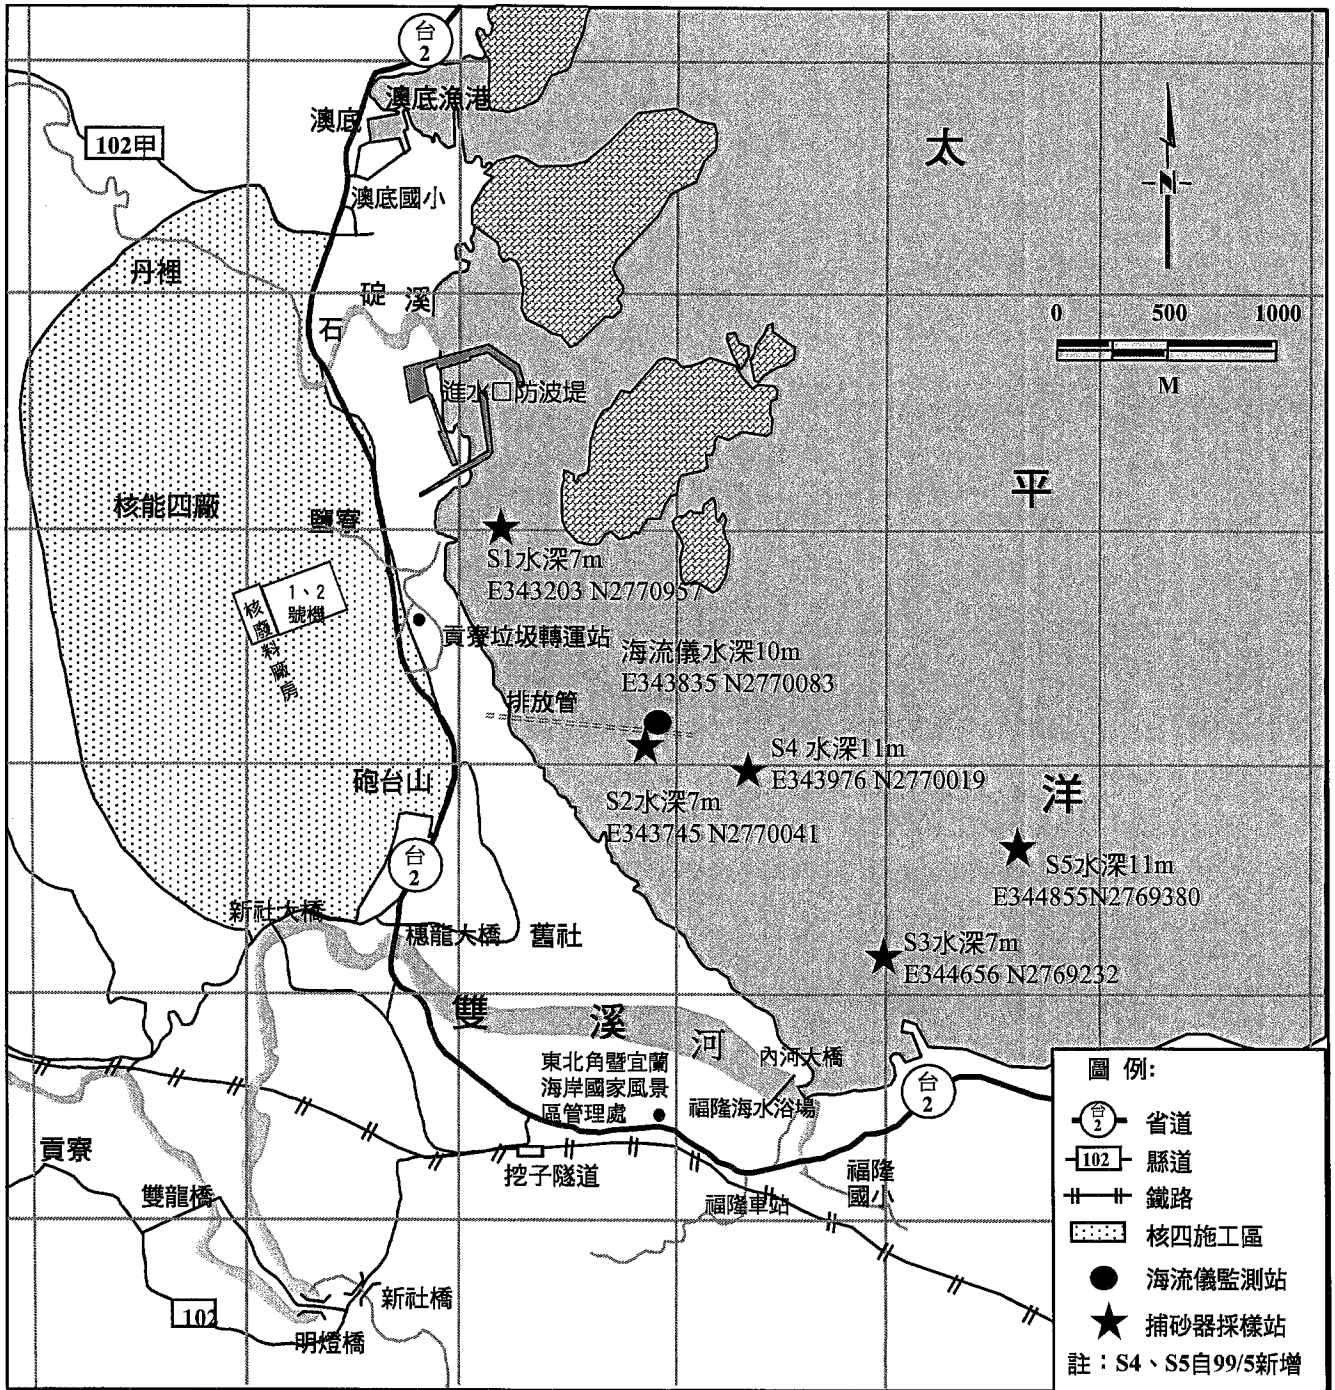 台
2
澳底漁港
澳底
102甲
澳底國小
太
N
丹裡
碇
溪
石
0 500 1000
M
進水口防波堤
平
核能四廠
鹽寮
S1水深7m
E343203 N2770957
1、2
號機
核廢料廠房
貢寮垃圾轉運站
海流儀水深10m
E343835 N2770083
排放管
S4 水深11m
E343976 N2770019
砲台山
洋
S2水深7m
E343745 N2770041
台
2
S5水深11m
E344855N2769380
新社大橋
穗龍大橋
舊社
S3水深7m
E344656 N2769232
雙
溪
河
內河大橋
東北角暨宜蘭
海岸國家風景
區管理處
福隆海水浴場
台
2
貢寮
挖子隧道
福隆
國小
雙龍橋
福隆車站
新社橋
102
明燈橋
圖 例:
台
2
省道
102
縣道
鐵路
核四施工區
海流儀監測站
捕砂器採樣站
註：S4、S5自99/5新增